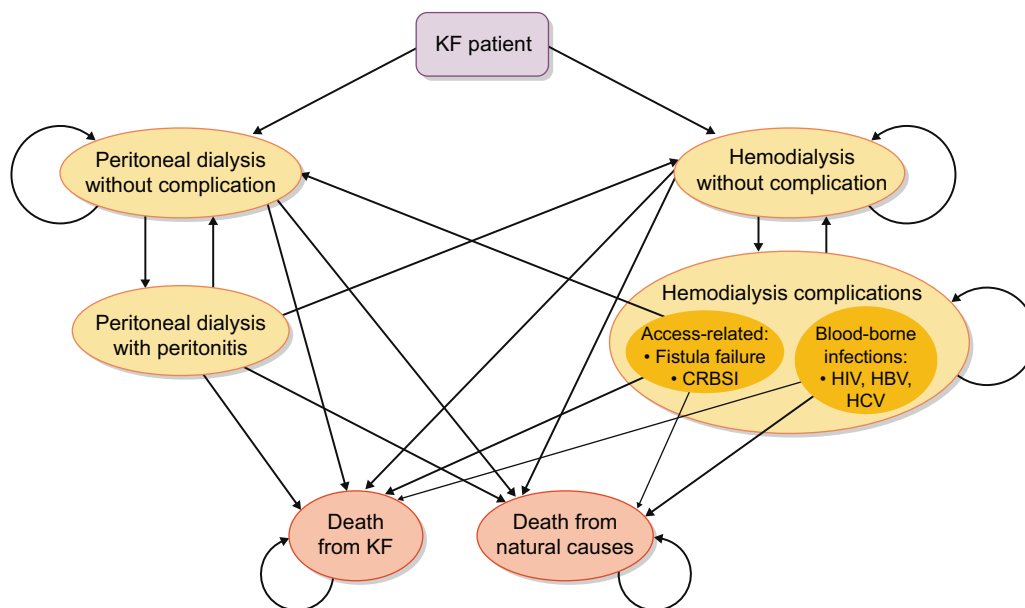 KF patient
Peritoneal dialysis
without complication
Hemodialysis
without complication
Peritoneal dialysis
with peritonitis
Hemodialysis complications
Access-related:
• Fistula failure
• CRBSI
Blood-borne
infections:
• HIV, HBV,
HCV
Death
from KF
Death from
natural causes